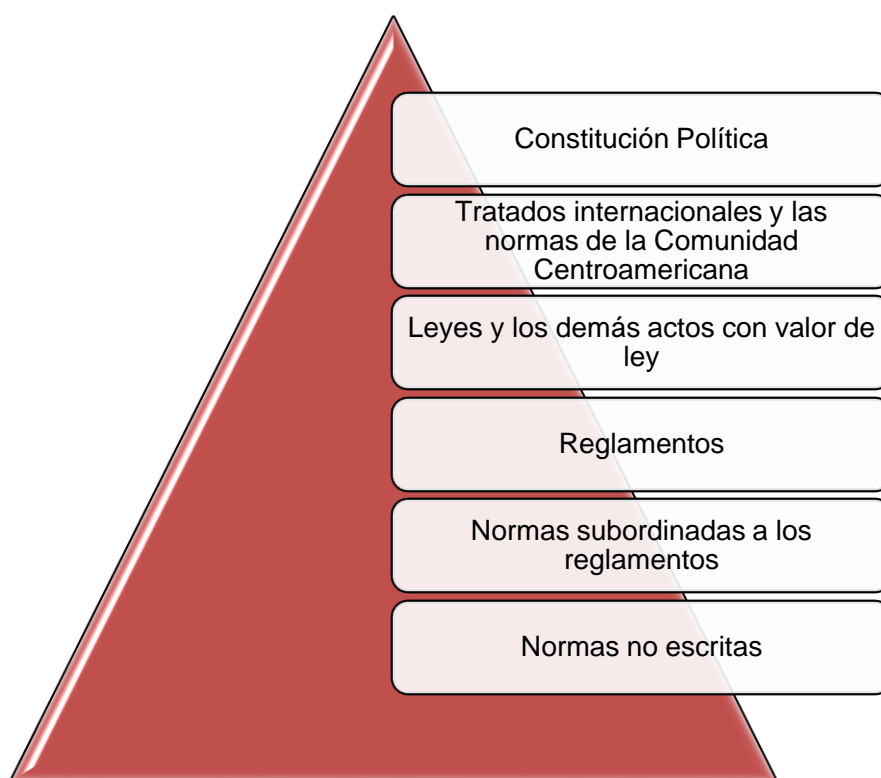 Constitución Política
Tratados internacionales y las
normas de la Comunidad
Centroamericana
Leyes y los demás actos con valor de
ley
Reglamentos
Normas subordinadas a los
reglamentos
Normas no escritas